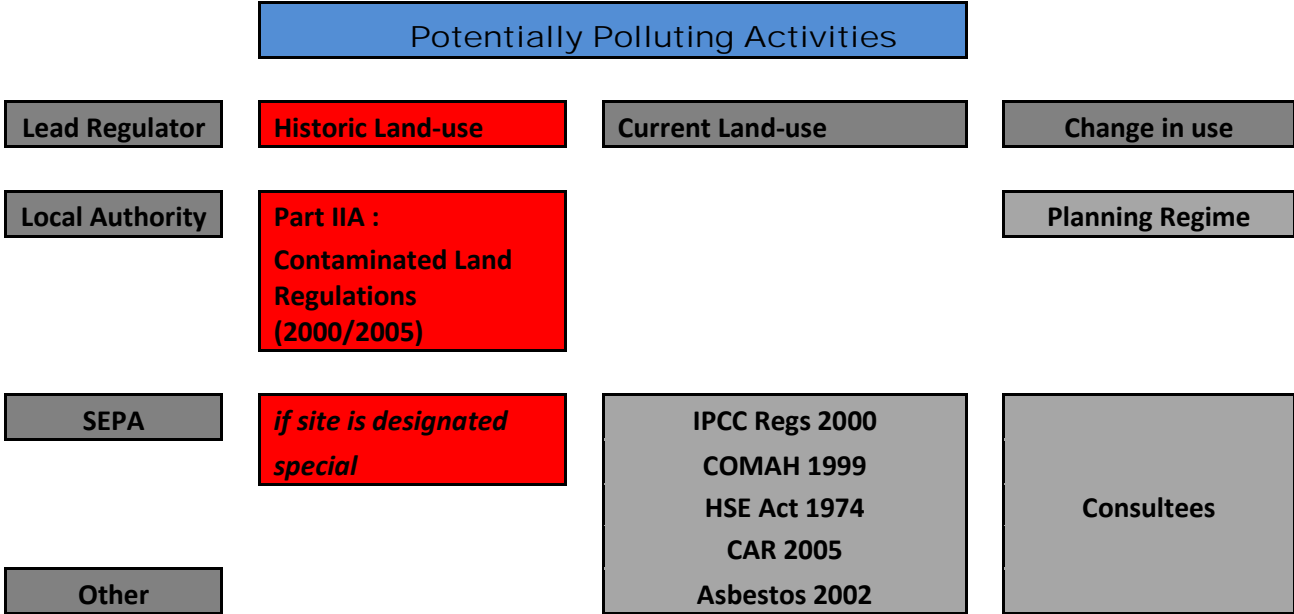 Potentially Polluting Activities
Lead Regulator
Historic Land-use
Current Land-use
Change in use
Local Authority
Part IIA :
Contaminated Land
Regulations
(2000/2005)
Planning Regime
SEPA
if site is designated
special
IPCC Regs 2000
COMAH 1999
HSE Act 1974
CAR 2005
Asbestos 2002
Consultees
Other